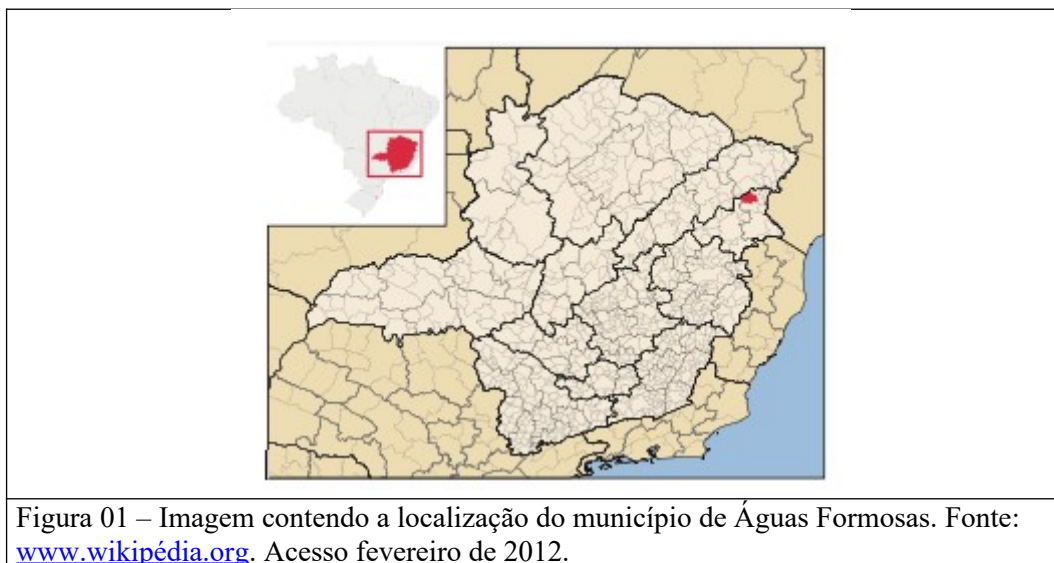 Figura 01 – Imagem contendo a localização do município de Águas Formosas. Fonte:
www.wikipédia.org. Acesso fevereiro de 2012.